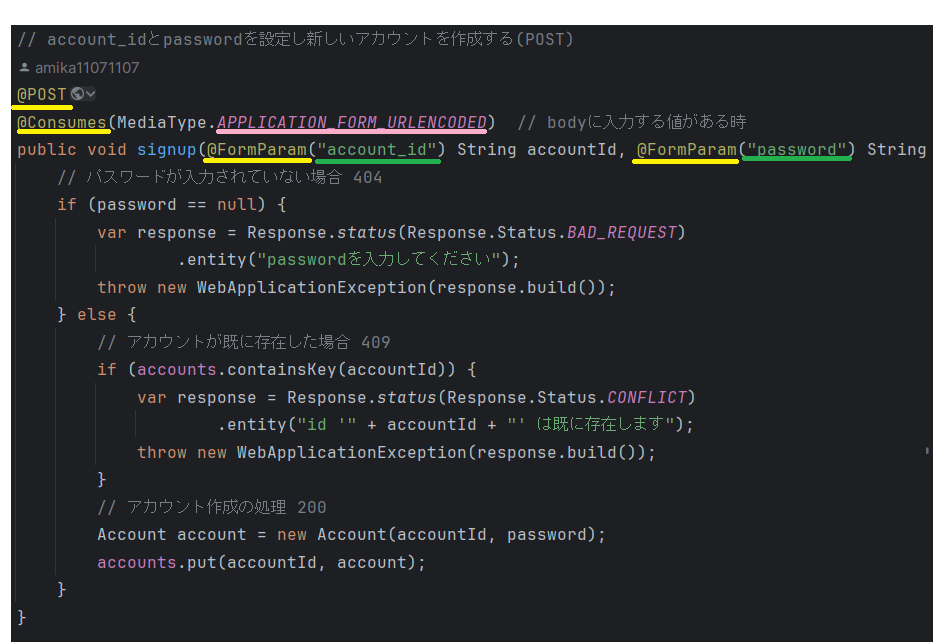 // account_idとpasswordを設定し新しいアカウントを作成する(POST)
amika11071107
@POST
@Consumes(MediaType.APPLICATION_FORM_URLENCODED)  // bodyに入力する値がある時
public void signup(@FormParam("account_id") String accountId, @FormParam("password") String
    // パスワードが入力されていない場合 404
    if (password == null) {
        var response = Response.status(Response.Status.BAD_REQUEST)
                .entity("passwordを入力してください");
        throw new WebApplicationException(response.build());
    } else {
        // アカウントが既に存在した場合 409
        if (accounts.containsKey(accountId)) {
            var response = Response.status(Response.Status.CONFLICT)
                    .entity("id '" + accountId + "' は既に存在します");
            throw new WebApplicationException(response.build());
        }
        // アカウント作成の処理 200
        Account account = new Account(accountId, password);
        accounts.put(accountId, account);
    }
}